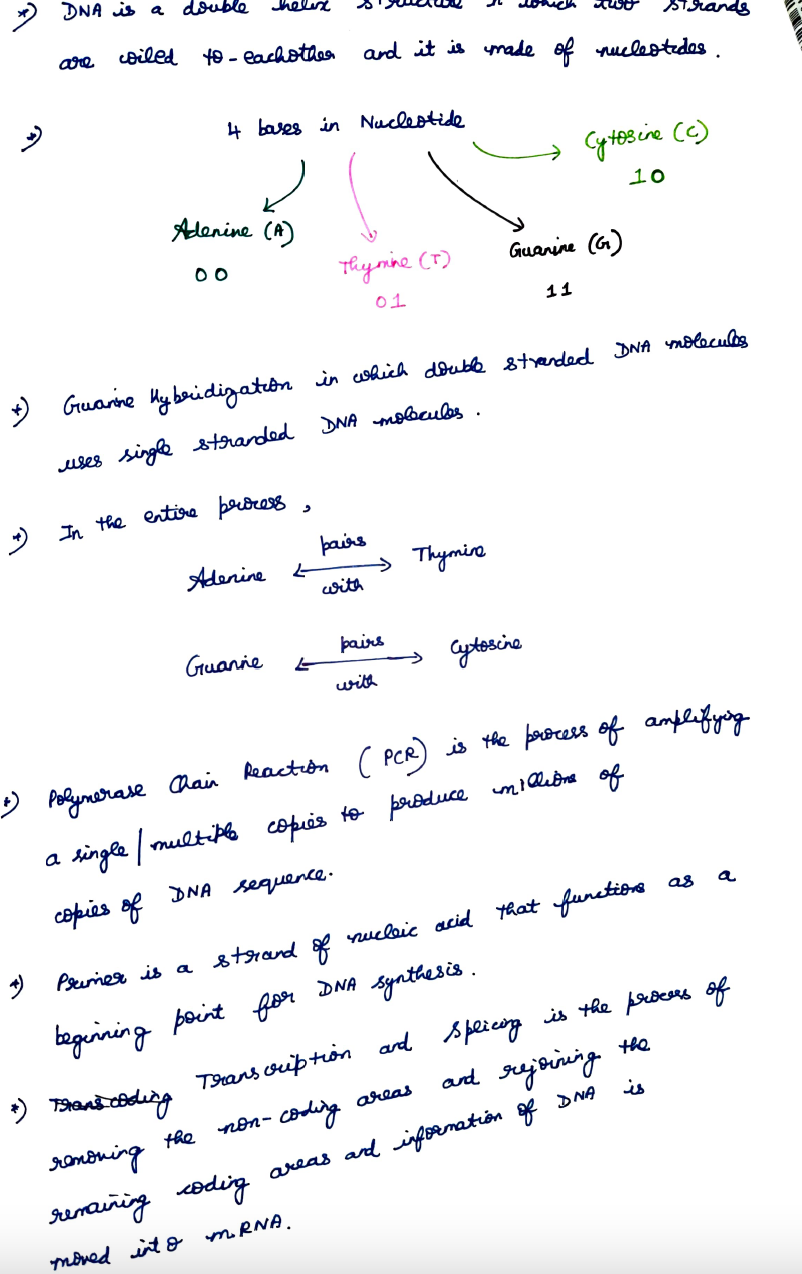 *) DNA is a double helix structure in which two strands
are coiled to-eachother and it is made of nucleotides.
*) 4 bases in Nucleotide
Cytosine (C)
10
Adenine (A)
00
Thymine (T)
01
Guanine (G)
11
*) Guanine Hybridization in which double stranded DNA molecules
uses single stranded DNA molecules.
*) In the entire process,
Adenine pairs with Thymine
Guanine pairs with Cytosine
*) Polymerase Chain Reaction (PCR) is the process of amplifying
a single/multiple copies to produce millions of
copies of DNA sequence.
*) Primer is a strand of nucleic acid that functions as a
beginning point for DNA synthesis.
*) Transcoding Transcription and splicing is the process of
removing the non-coding areas and rejoining the
remaining coding areas and information of DNA is
moved into mRNA.